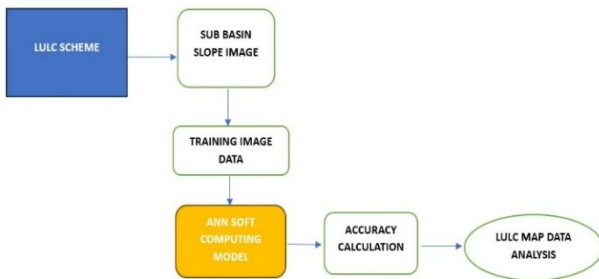 LULC SCHEME
SUB BASIN
SLOPE IMAGE
TRAINING IMAGE
DATA
ANN SOFT
COMPUTING
MODEL
ACCURACY
CALCULATION
LULC MAP DATA
ANALYSIS